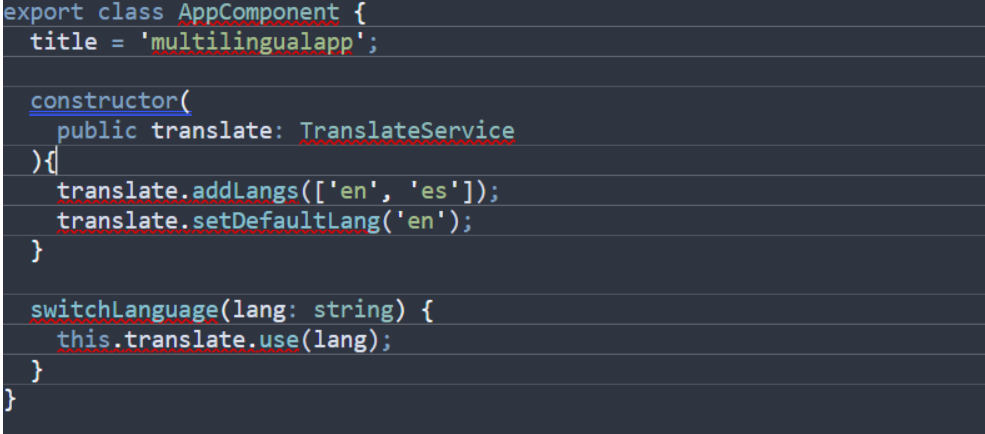 export class AppComponent {
  title = 'multilingualapp';
  constructor(
    public translate: TranslateService
  ){
    translate.addLangs(['en', 'es']);
    translate.setDefaultLang('en');
  }
  switchLanguage(lang: string) {
    this.translate.use(lang);
  }
}